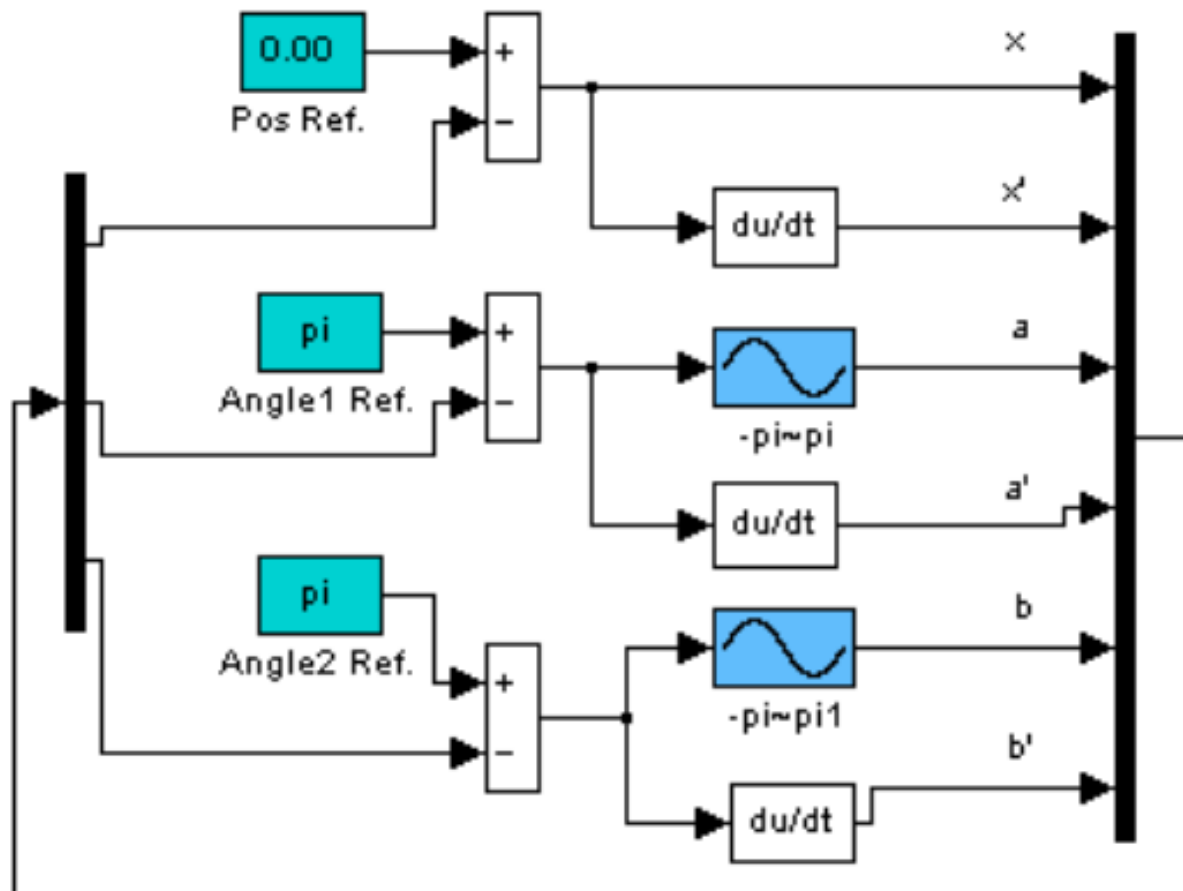 0.00
+
x
Pos Ref.
−
x'
du/dt
pi
+
a
Angle1 Ref.
−
-pi~pi
a'
du/dt
pi
b
Angle2 Ref.
+
-pi~pi1
−
b'
du/dt